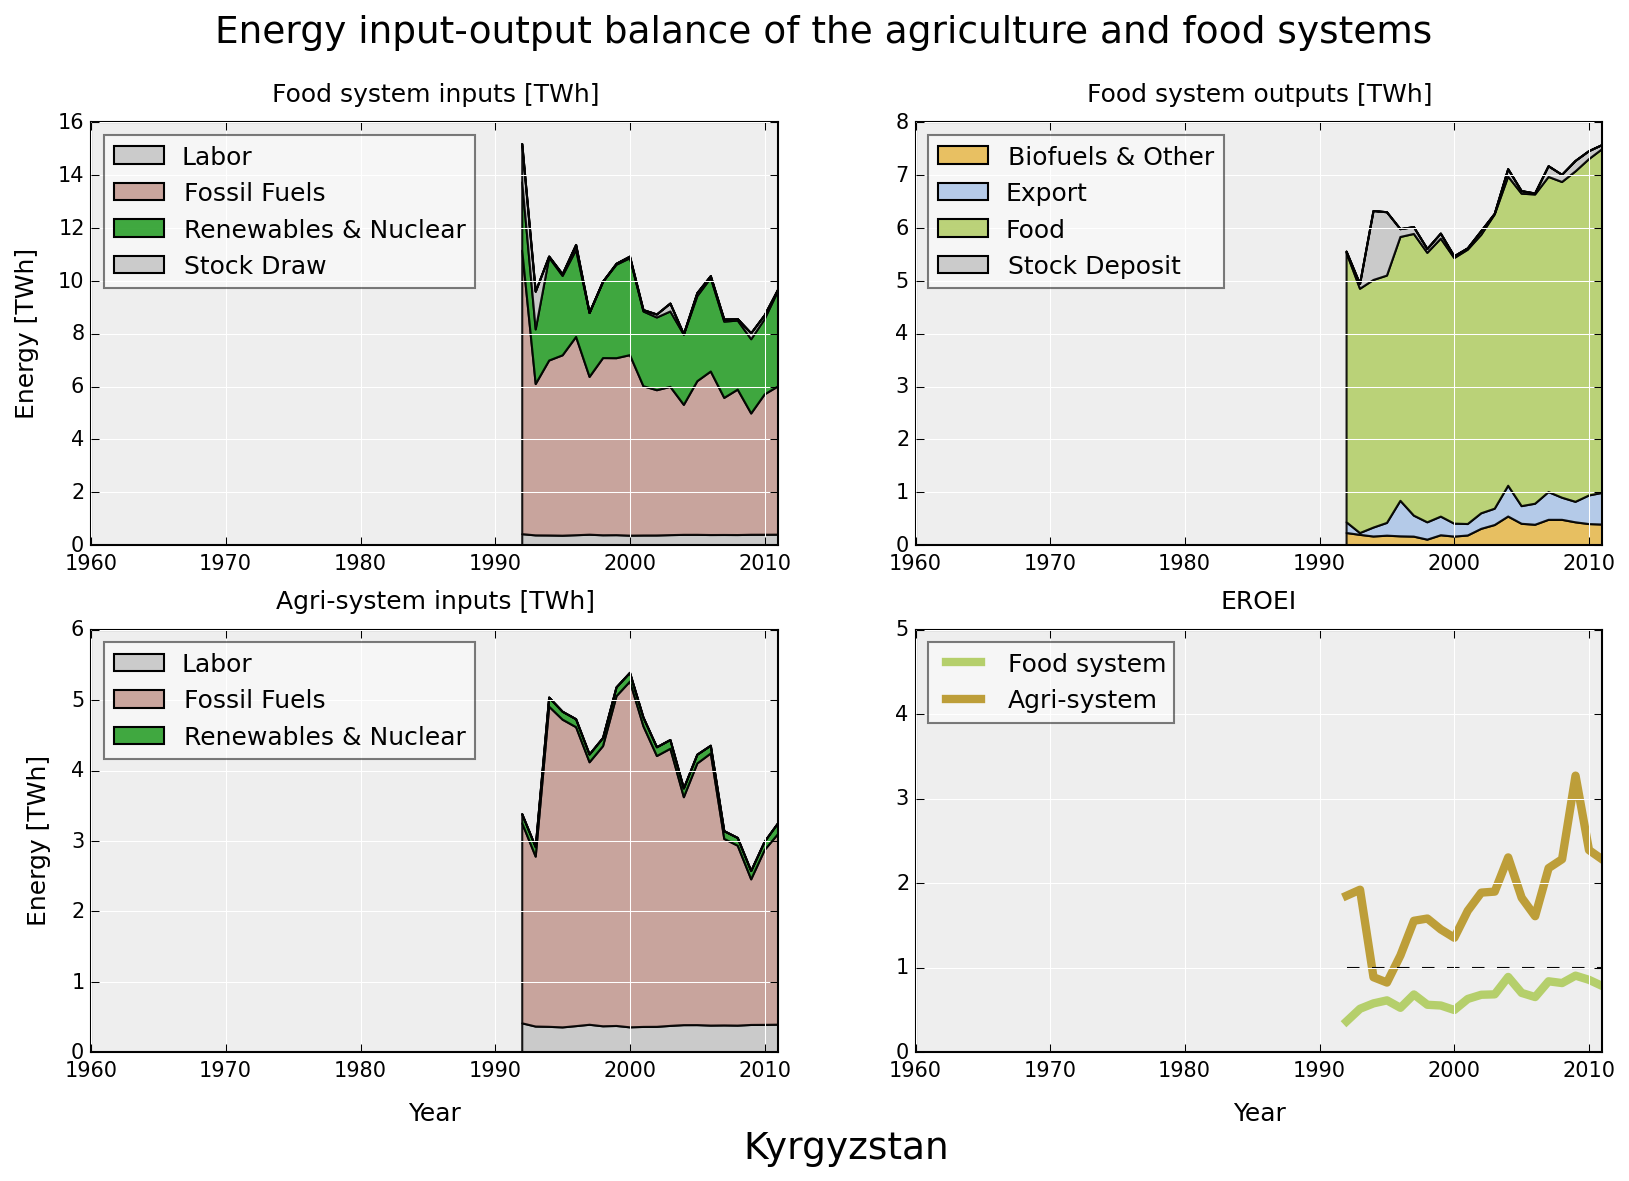 Energy input-output balance of the agriculture and food systems
Food system inputs [TWh]
Energy [TWh]
16
14
12
10
8
6
4
2
0
1960 1970 1980 1990 2000 2010
Labor
Fossil Fuels
Renewables & Nuclear
Stock Draw
Food system outputs [TWh]
8
7
6
5
4
3
2
1
0
1960 1970 1980 1990 2000 2010
Biofuels & Other
Export
Food
Stock Deposit
Agri-system inputs [TWh]
Energy [TWh]
6
5
4
3
2
1
0
1960 1970 1980 1990 2000 2010
Year
Labor
Fossil Fuels
Renewables & Nuclear
EROEI
5
4
3
2
1
0
1960 1970 1980 1990 2000 2010
Year
Food system
Agri-system
Kyrgyzstan